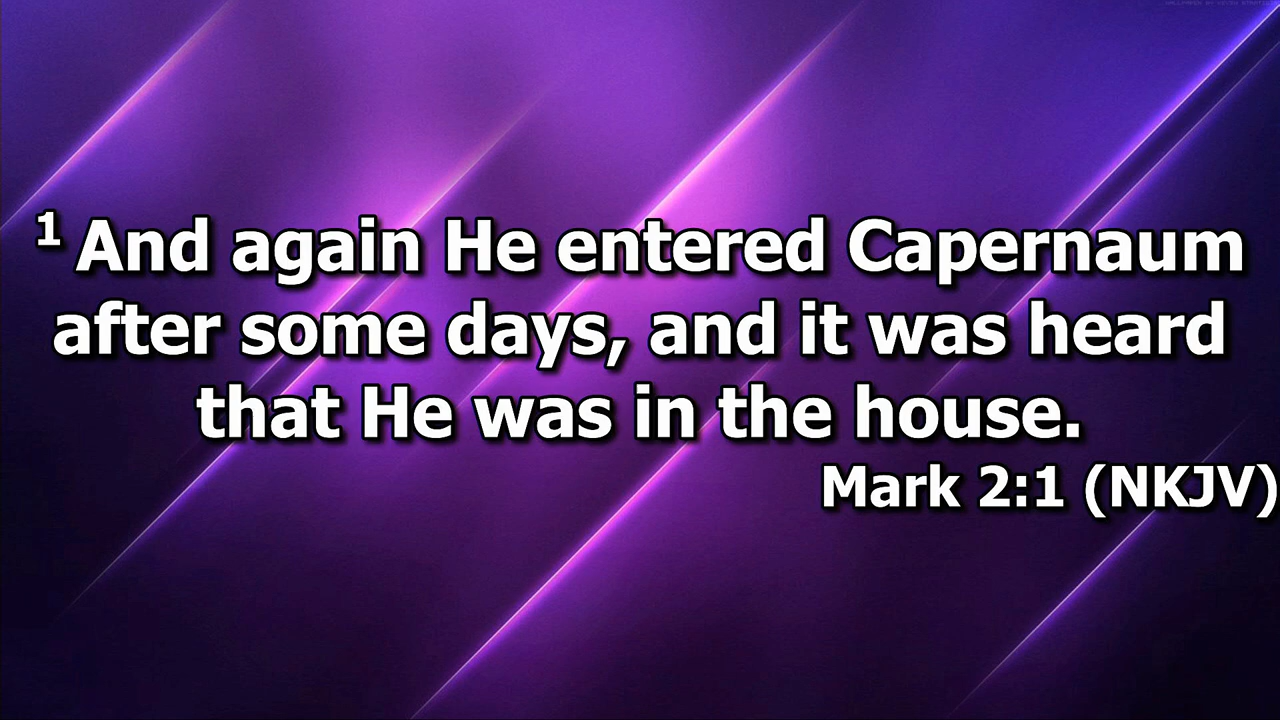 1 And again He entered Capernaum
after some days, and it was heard
that He was in the house.
Mark 2:1 (NKJV)